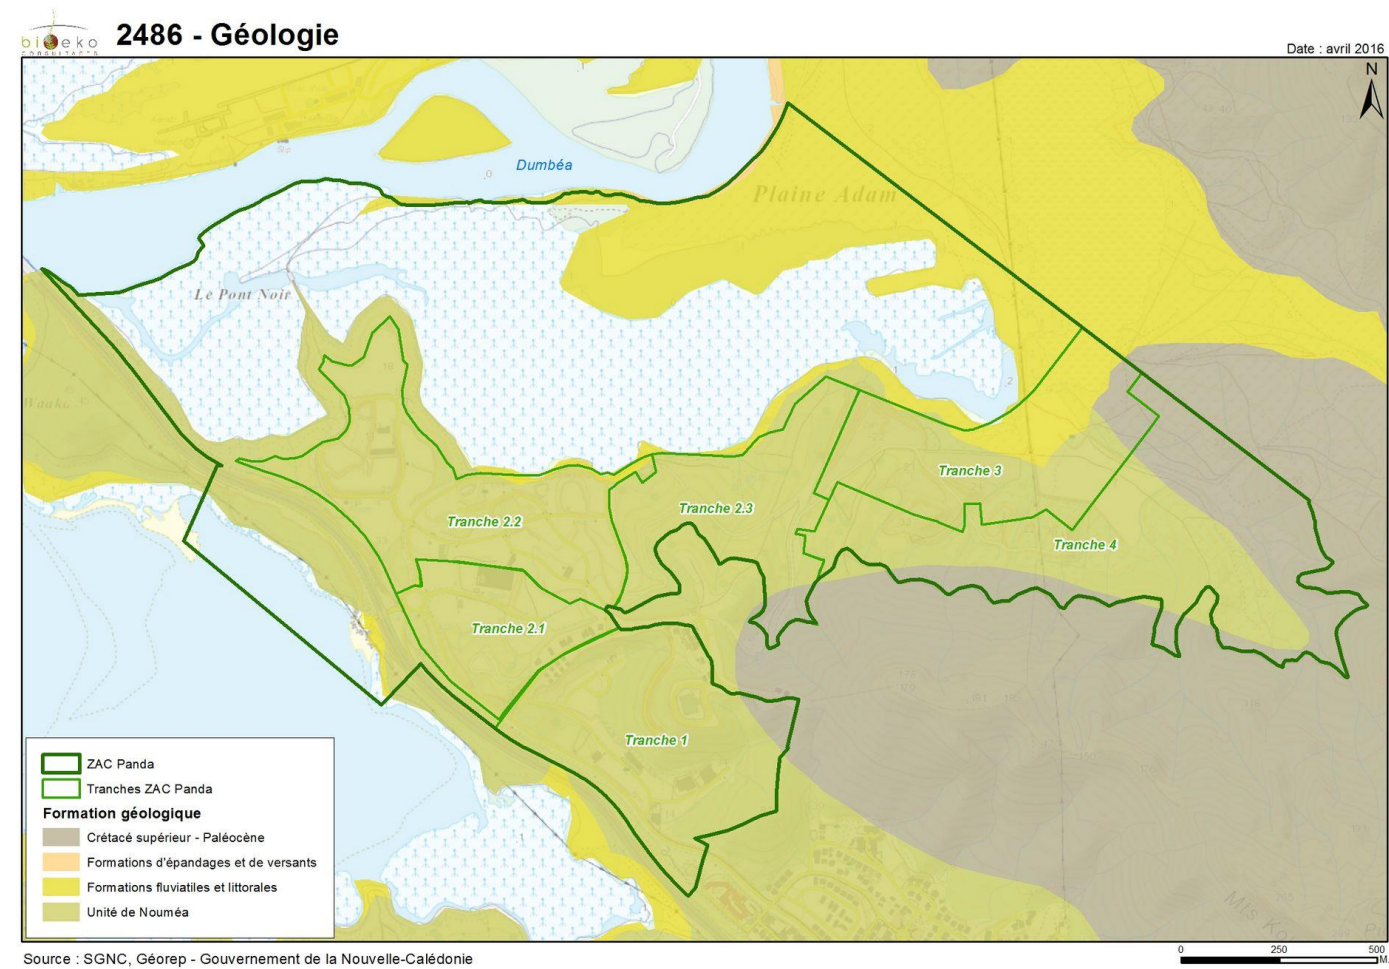 bioeko
CONSULTANTS
2486 - Géologie
Date : avril 2016
N
Dumbéa
Plaine Adam
Le Pont Noir
Tranche 3
Tranche 2.2
Tranche 2.3
Tranche 4
Tranche 2.1
Tranche 1
ZAC Panda
Tranches ZAC Panda
Formation géologique
Crétacé supérieur - Paléocène
Formations d'épandages et de versants
Formations fluviatiles et littorales
Unité de Nouméa
Source : SGNC, Géorep - Gouvernement de la Nouvelle-Calédonie
0 250 500
M.